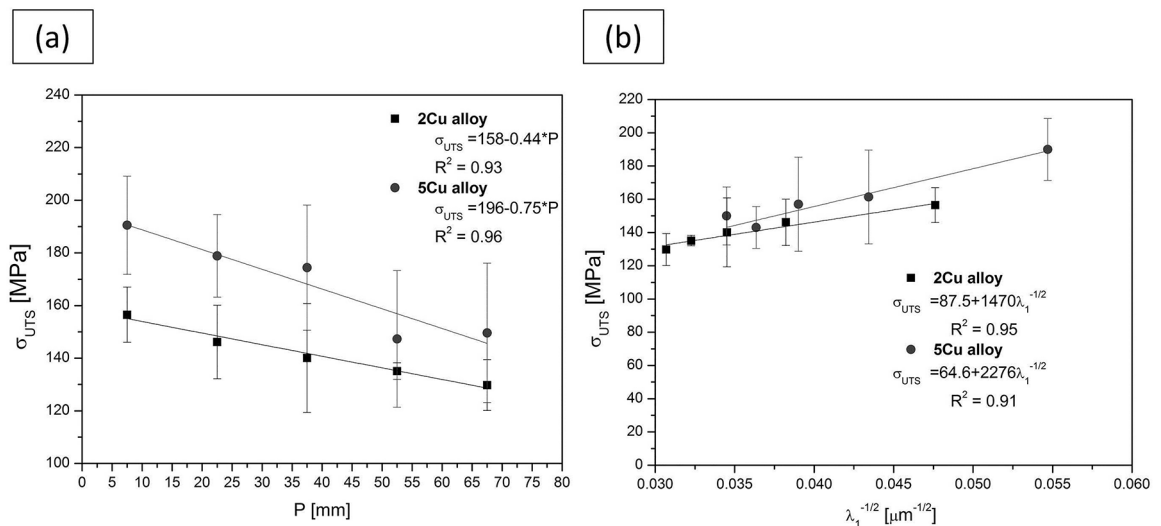 (a)
240
220
200
180
160
140
120
100
σUTS [MPa]
2Cu alloy
σUTS =158-0.44*P
R² = 0.93
5Cu alloy
σUTS =196-0.75*P
R² = 0.96
0 5 10 15 20 25 30 35 40 45 50 55 60 65 70 75 80
P [mm]
(b)
220
200
180
160
140
120
100
80
60
40
20
0
σUTS [MPa]
2Cu alloy
σUTS =87.5+1470λ₁⁻¹/²
R² = 0.95
5Cu alloy
σUTS =64.6+2276λ₁⁻¹/²
R² = 0.91
0.030 0.035 0.040 0.045 0.050 0.055 0.060
λ₁⁻¹/² [μm⁻¹/²]